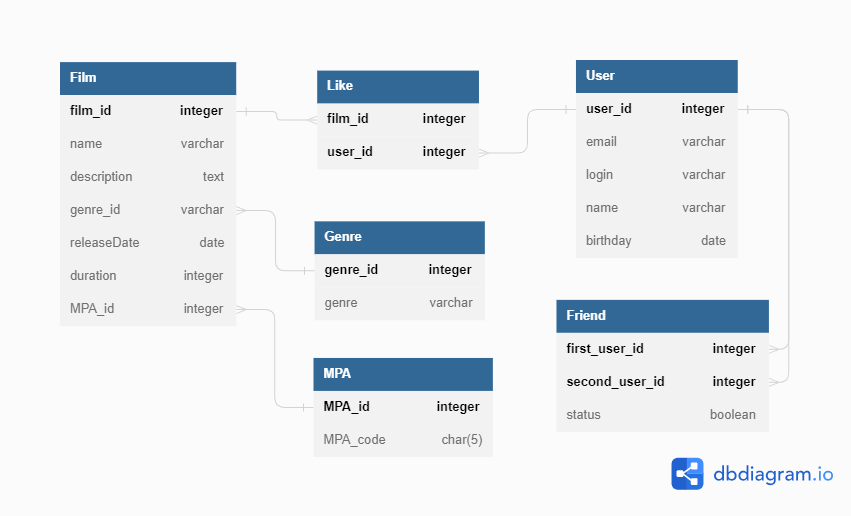 Film
film_id integer
name varchar
description text
genre_id varchar
releaseDate date
duration integer
MPA_id integer
Like
film_id integer
user_id integer
Genre
genre_id integer
genre varchar
MPA
MPA_id integer
MPA_code char(5)
User
user_id integer
email varchar
login varchar
name varchar
birthday date
Friend
first_user_id integer
second_user_id integer
status boolean
dbdiagram.io